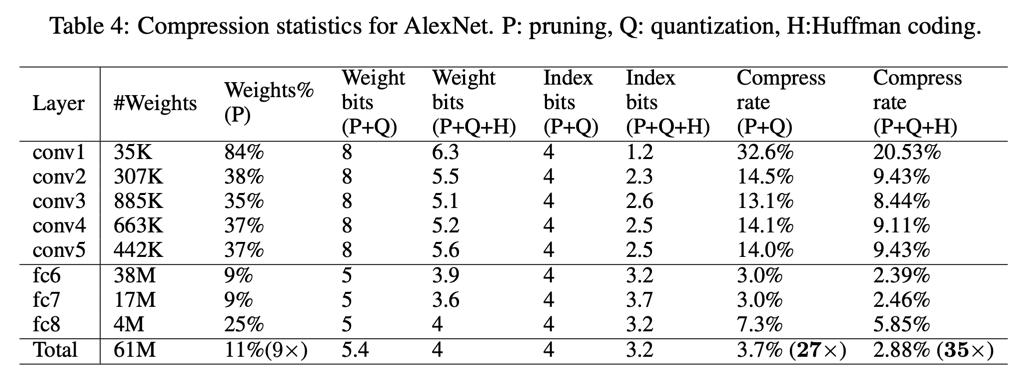 Table 4: Compression statistics for AlexNet. P: pruning, Q: quantization, H:Huffman coding.
Layer #Weights Weights% (P) Weight bits (P+Q) Weight bits (P+Q+H) Index bits (P+Q) Index bits (P+Q+H) Compress rate (P+Q) Compress rate (P+Q+H)
conv1 35K 84% 8 6.3 4 1.2 32.6% 20.53%
conv2 307K 38% 8 5.5 4 2.3 14.5% 9.43%
conv3 885K 35% 8 5.1 4 2.6 13.1% 8.44%
conv4 663K 37% 8 5.2 4 2.5 14.1% 9.11%
conv5 442K 37% 8 5.6 4 2.5 14.0% 9.43%
fc6 38M 9% 5 3.9 4 3.2 3.0% 2.39%
fc7 17M 9% 5 3.6 4 3.7 3.0% 2.46%
fc8 4M 25% 5 4 4 3.2 7.3% 5.85%
Total 61M 11%(9×) 5.4 4 4 3.2 3.7% (27×) 2.88% (35×)